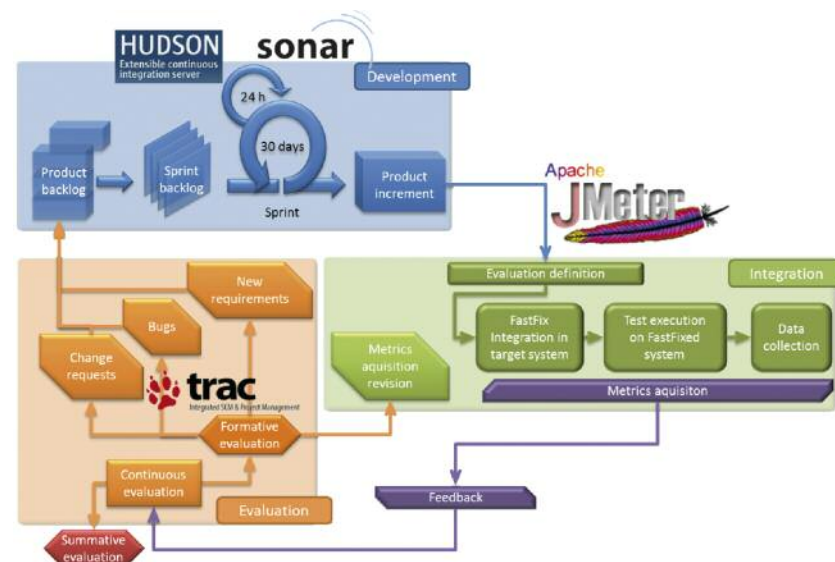 HUDSON
Extensible continuous
integration server
sonar
Development
24 h
30 days
Product
backlog
Sprint
backlog
Sprint
Product
increment
Apache
JMeter
Evaluation definition
Integration
New
requirements
Bugs
Change
requests
trac
Integrated SCM & Project Management
FastFix
Integration in
target system
Test execution
on FastFixed
system
Data
collection
Metrics
aquisition
revision
Metrics aquisiton
Formative
evaluation
Continuous
evaluation
Feedback
Evaluation
Summative
evaluation